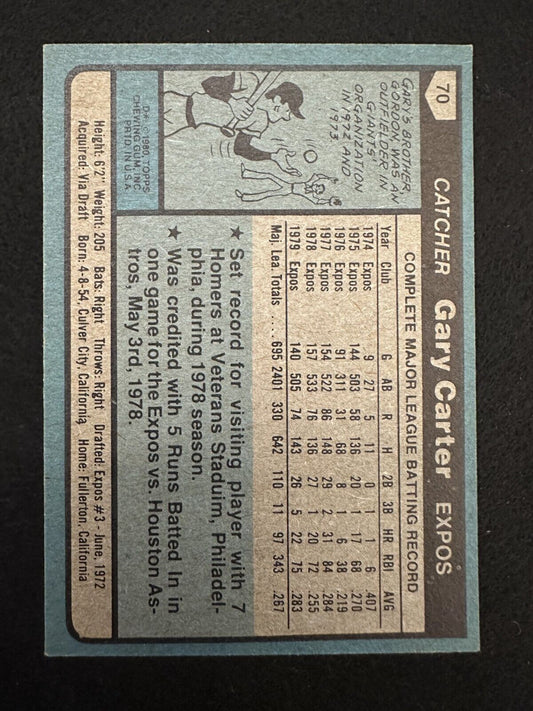 70
CATCHER Gary Carter EXPOS
GARY'S BROTHER,
GORDON, WAS AN
OUTFIELDER IN
GIANTS'
ORGANIZATION
IN 1972 AND
1973
D* © 1980, TOPPS
CHEWING GUM, INC.
PRTD. IN U.S.A.
COMPLETE MAJOR LEAGUE BATTING RECORD
Year Club G AB R H 2B 3B HR RBI AVG
1974 Expos 9 27 5 11 0 1 1 6 .407
1975 Expos 144 503 58 136 20 1 17 68 .270
1976 Expos 91 311 31 68 8 1 6 38 .219
1977 Expos 154 522 86 148 29 2 31 84 .284
1978 Expos 157 533 76 136 27 1 20 72 .255
1979 Expos 140 505 74 143 26 5 22 75 .283
Maj. Lea. Totals .... 695 2401 330 642 110 11 97 343 .267
★ Set record for visiting player with 7
Homers at Veterans Staduim, Philadel-
phia, during 1978 season.
★ Was credited with 5 Runs Batted In in
one game for the Expos vs. Houston As-
tros, May 3rd, 1978.
Height: 6'2" Weight: 205 Bats: Right Throws: Right Drafted: Expos #3 - June, 1972
Acquired: Via Draft Born: 4-8-54, Culver City, California Home: Fullerton, California